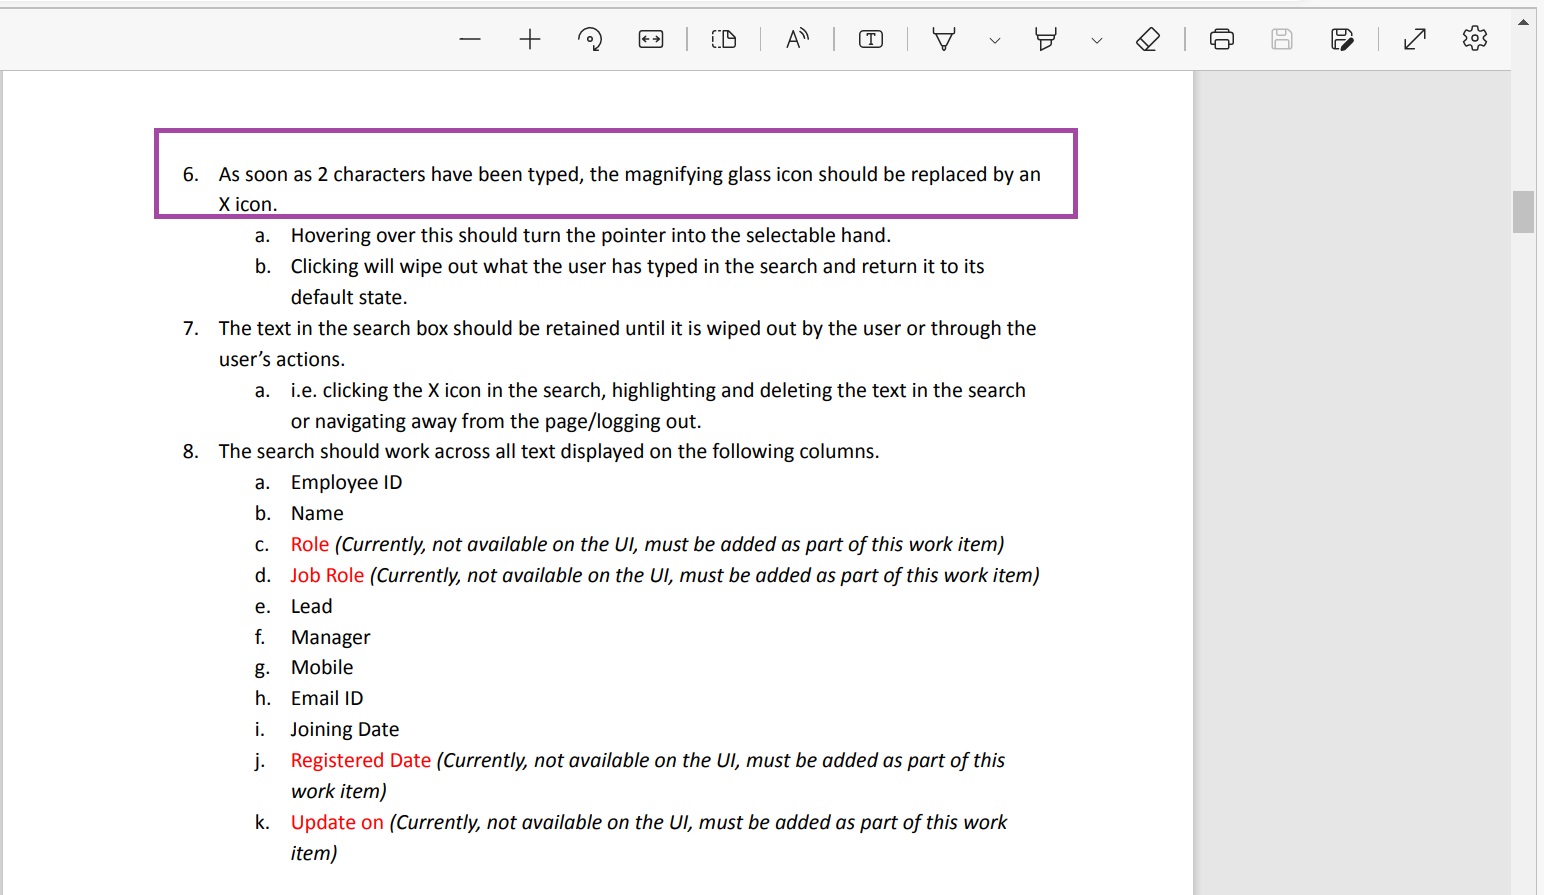 6. As soon as 2 characters have been typed, the magnifying glass icon should be replaced by an
X icon.
a. Hovering over this should turn the pointer into the selectable hand.
b. Clicking will wipe out what the user has typed in the search and return it to its
default state.
7. The text in the search box should be retained until it is wiped out by the user or through the
user’s actions.
a. i.e. clicking the X icon in the search, highlighting and deleting the text in the search
or navigating away from the page/logging out.
8. The search should work across all text displayed on the following columns.
a. Employee ID
b. Name
c. Role (Currently, not available on the UI, must be added as part of this work item)
d. Job Role (Currently, not available on the UI, must be added as part of this work item)
e. Lead
f. Manager
g. Mobile
h. Email ID
i. Joining Date
j. Registered Date (Currently, not available on the UI, must be added as part of this
work item)
k. Update on (Currently, not available on the UI, must be added as part of this work
item)